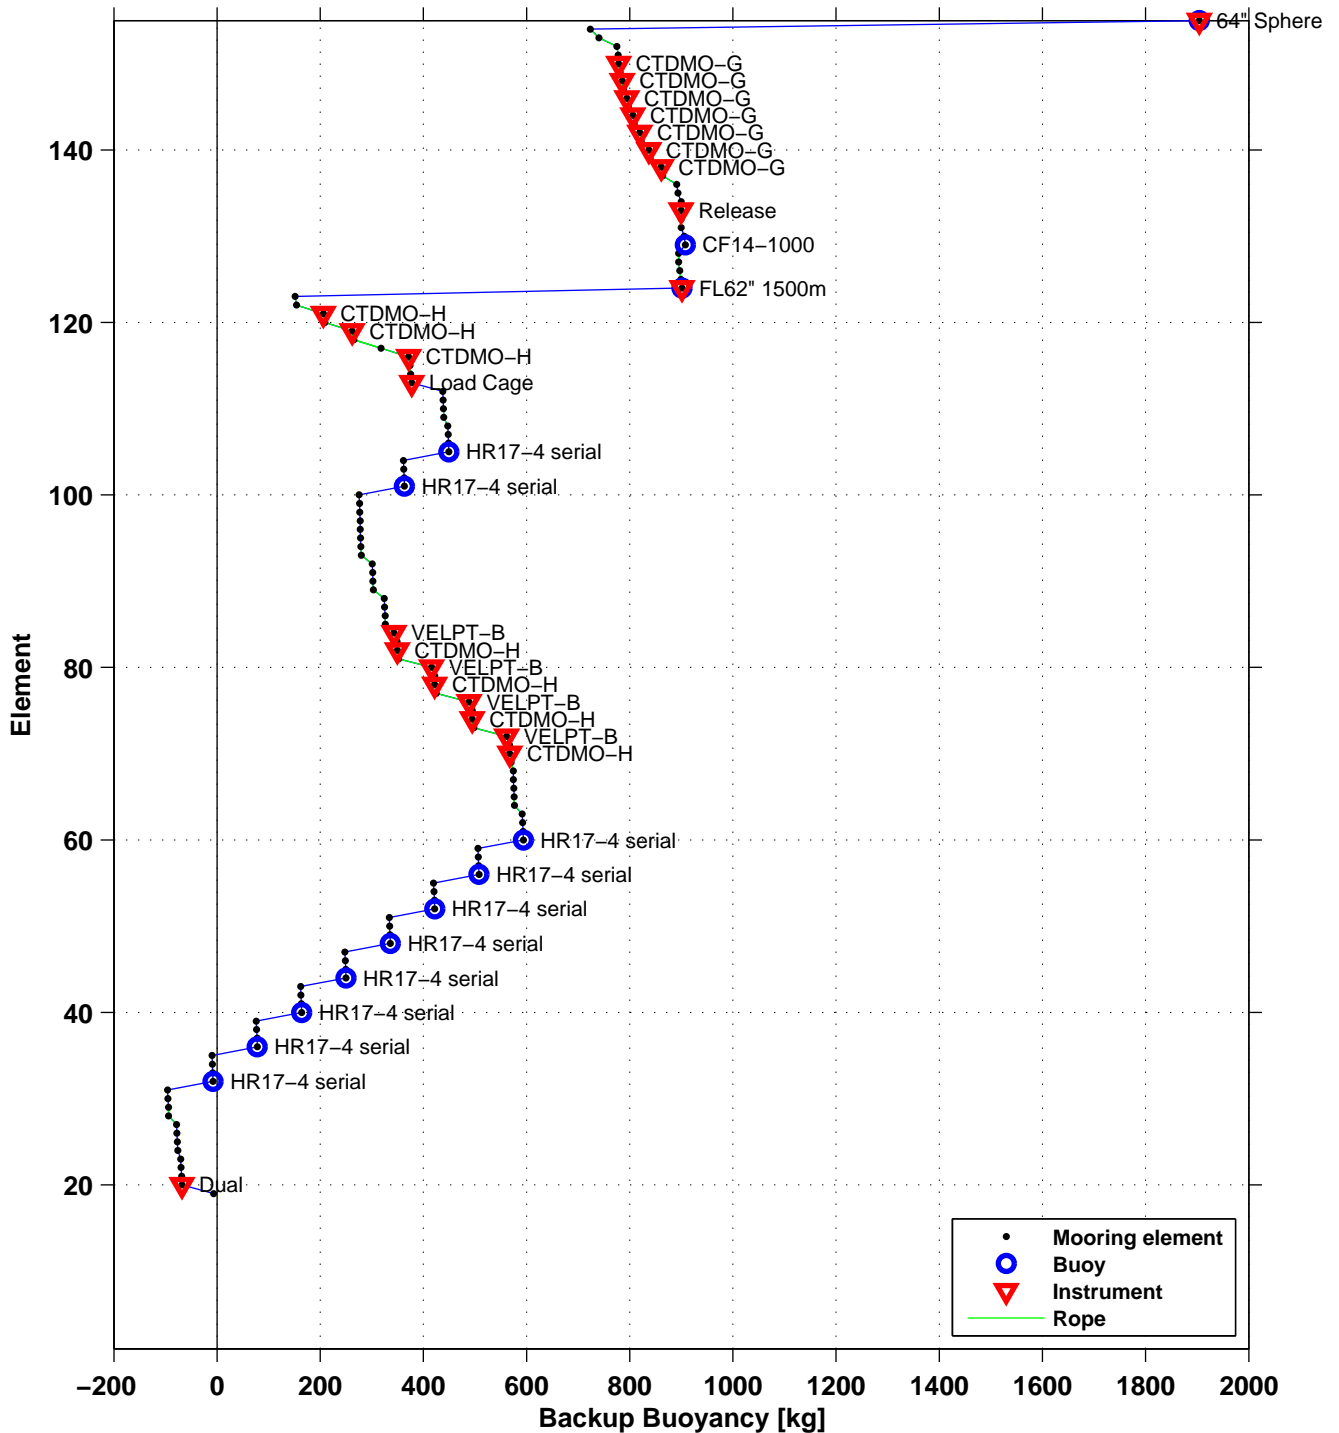 64" Sphere
CTDMO−G
CTDMO−G
CTDMO−G
CTDMO−G
CTDMO−G
CTDMO−G
CTDMO−G
Release
CF14−1000
FL62" 1500m
CTDMO−H
CTDMO−H
CTDMO−H
Load Cage
HR17−4 serial
HR17−4 serial
VELPT−B
CTDMO−H
VELPT−B
CTDMO−H
VELPT−B
CTDMO−H
VELPT−B
CTDMO−H
HR17−4 serial
HR17−4 serial
HR17−4 serial
HR17−4 serial
HR17−4 serial
HR17−4 serial
HR17−4 serial
HR17−4 serial
Dual
140
120
100
80
60
40
20
Element
Mooring element
Buoy
Instrument
Rope
−200 0 200 400 600 800 1000 1200 1400 1600 1800 2000
Backup Buoyancy [kg]